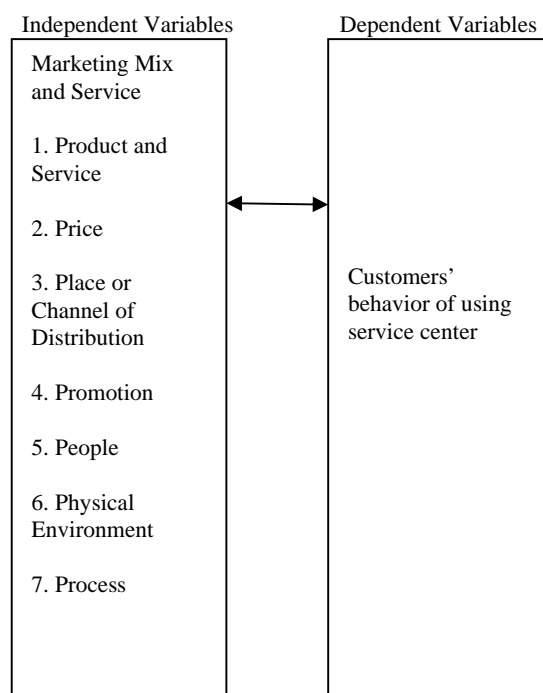 Independent Variables
Marketing Mix
and Service
1. Product and
Service
2. Price
3. Place or
Channel of
Distribution
4. Promotion
5. People
6. Physical
Environment
7. Process
Dependent Variables
Customers’
behavior of using
service center